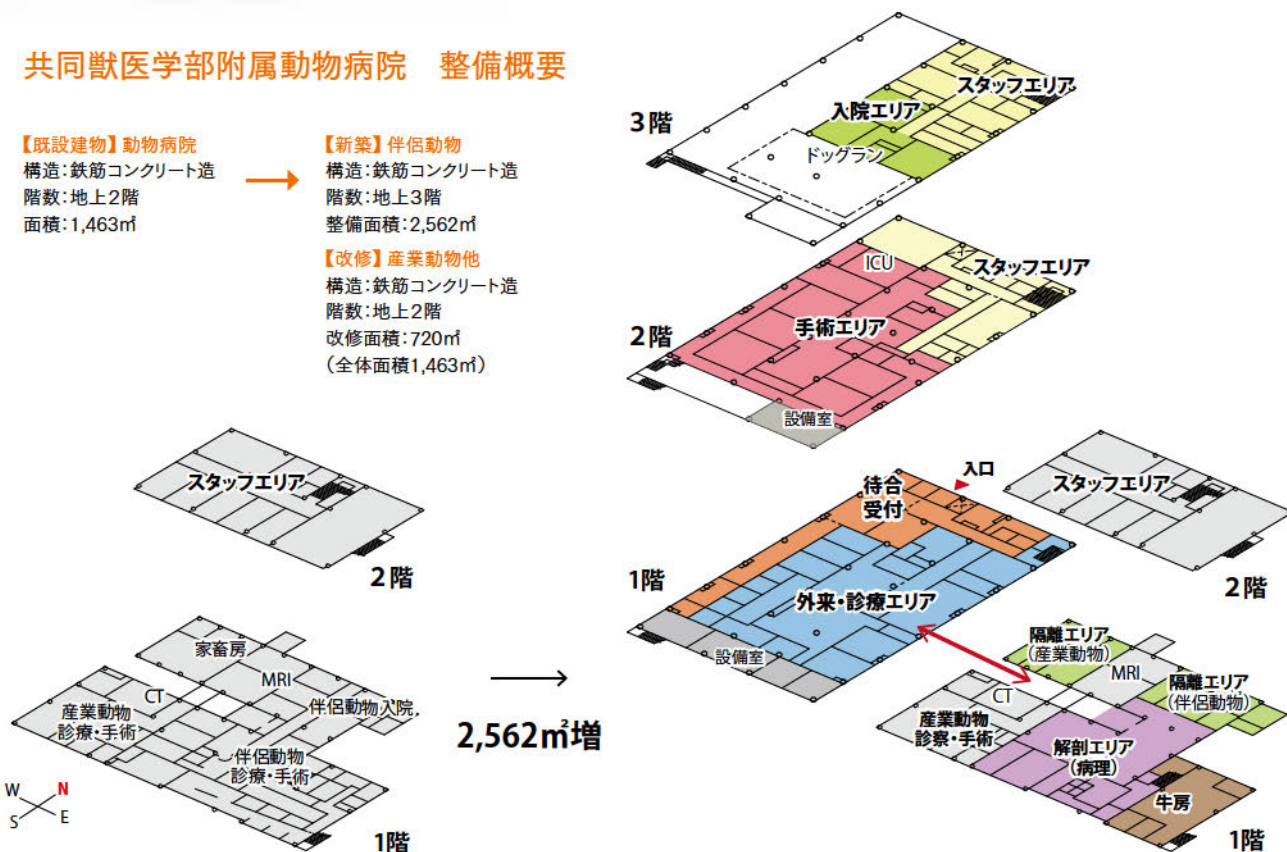 共同獣医学部附属動物病院　整備概要
【既設建物】動物病院
構造:鉄筋コンクリート造
階数:地上2階
面積:1,463㎡
【新築】伴侶動物
構造:鉄筋コンクリート造
階数:地上3階
整備面積:2,562㎡
【改修】産業動物他
構造:鉄筋コンクリート造
階数:地上2階
改修面積:720㎡
(全体面積1,463㎡)
3階
スタッフエリア
入院エリア
ドッグラン
2階
ICU
スタッフエリア
手術エリア
設備室
スタッフエリア
2階
家畜房
CT
MRI
産業動物
診療・手術
伴侶動物入院
伴侶動物
診療・手術
1階
W
N
S
E
2,562㎡増
1階
入口
待合
受付
外来・診療エリア
設備室
スタッフエリア
2階
隔離エリア
(産業動物)
CT
MRI
隔離エリア
(伴侶動物)
産業動物
診察・手術
解剖エリア
(病理)
牛房
1階